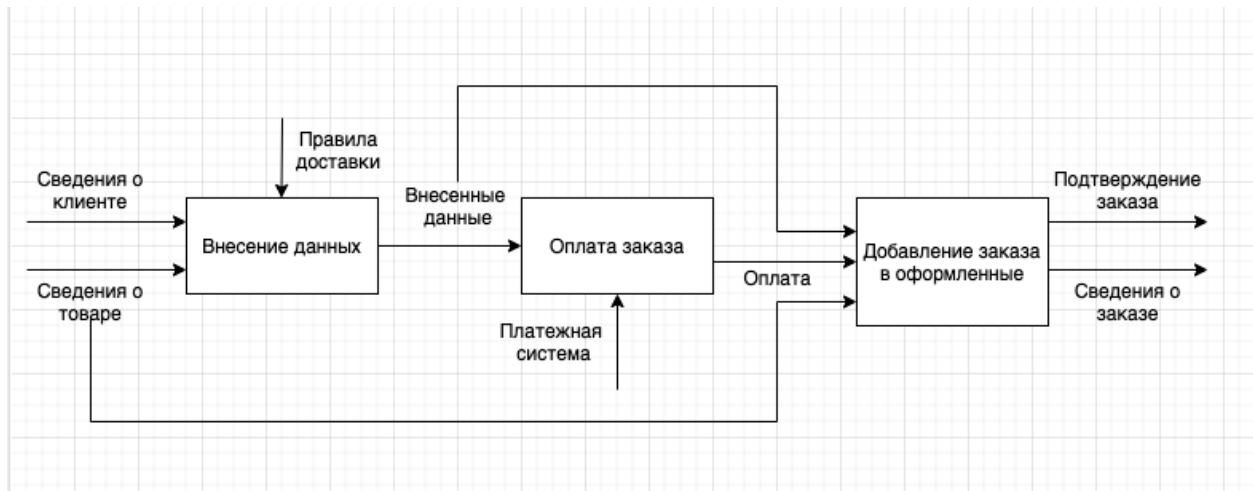 Правила
доставки
Сведения о
клиенте
Внесение данных
Сведения о
товаре
Внесенные
данные
Оплата заказа
Платежная
система
Оплата
Добавление заказа
в оформленные
Подтверждение
заказа
Сведения о
заказе